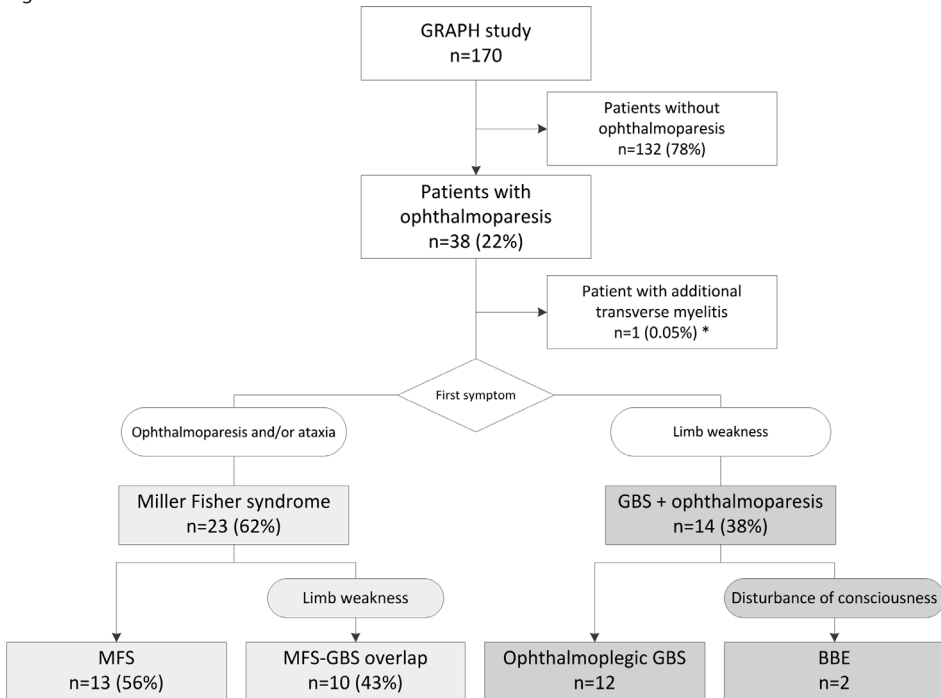 GRAPH study
n=170
Patients without
ophthalmoparesis
n=132 (78%)
Patients with
ophthalmoparesis
n=38 (22%)
Patient with additional
transverse myelitis
n=1 (0.05%) *
First symptom
Ophthalmoparesis and/or ataxia
Limb weakness
Miller Fisher syndrome
n=23 (62%)
GBS + ophthalmoparesis
n=14 (38%)
Limb weakness
Disturbance of consciousness
MFS
n=13 (56%)
MFS-GBS overlap
n=10 (43%)
Ophthalmoplegic GBS
n=12
BBE
n=2